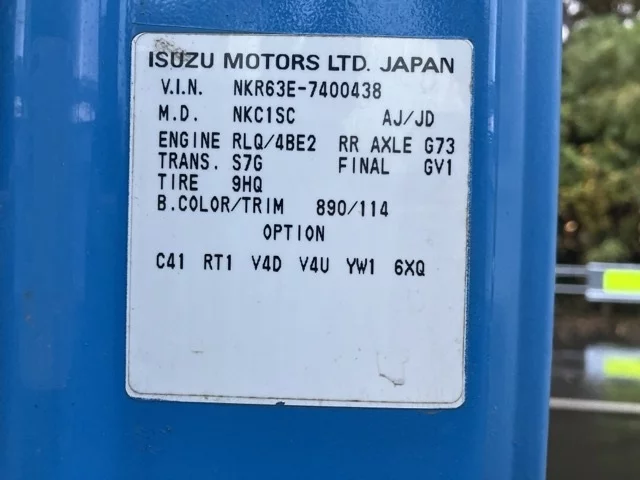 ISUZU MOTORS LTD. JAPAN
V.I.N. NKR63E-7400438
M.D. NKC1SC AJ/JD
ENGINE RLQ/4BE2 RR AXLE G73
TRANS. S7G FINAL GV1
TIRE 9HQ
B.COLOR/TRIM 890/114
OPTION
C41 RT1 V4D V4U YW1 6XQ